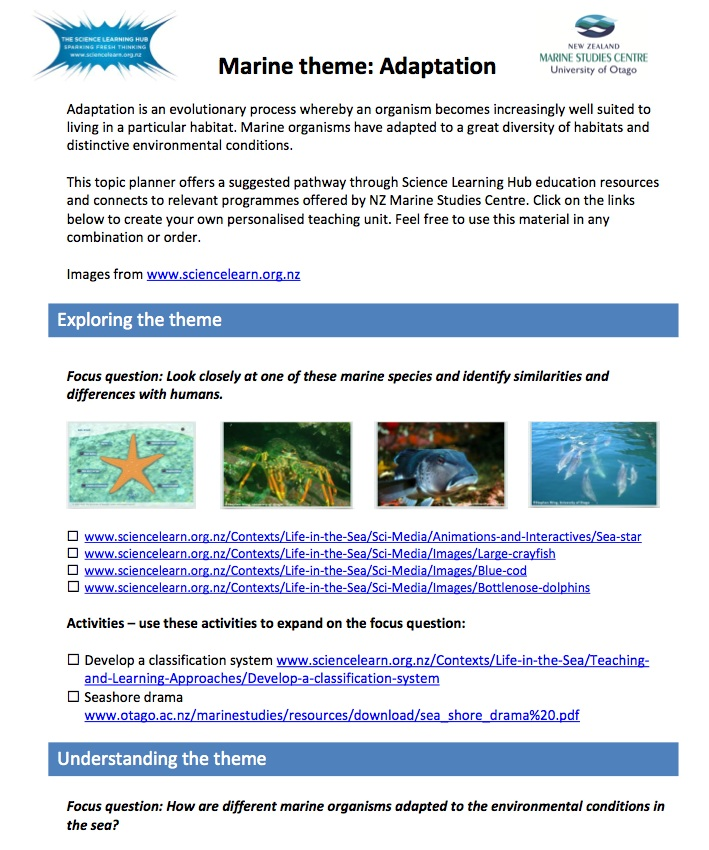 THE SCIENCE LEARNING HUB
SPARKING FRESH THINKING
www.sciencelearn.org.nz
NEW ZEALAND
MARINE STUDIES CENTRE
University of Otago
Marine theme: Adaptation
Adaptation is an evolutionary process whereby an organism becomes increasingly well suited to
living in a particular habitat. Marine organisms have adapted to a great diversity of habitats and
distinctive environmental conditions.
This topic planner offers a suggested pathway through Science Learning Hub education resources
and connects to relevant programmes offered by NZ Marine Studies Centre. Click on the links
below to create your own personalised teaching unit. Feel free to use this material in any
combination or order.
Images from www.sciencelearn.org.nz
Exploring the theme
Focus question: Look closely at one of these marine species and identify similarities and
differences with humans.
www.sciencelearn.org.nz/Contexts/Life-in-the-Sea/Sci-Media/Animations-and-Interactives/Sea-star
www.sciencelearn.org.nz/Contexts/Life-in-the-Sea/Sci-Media/Images/Large-crayfish
www.sciencelearn.org.nz/Contexts/Life-in-the-Sea/Sci-Media/Images/Blue-cod
www.sciencelearn.org.nz/Contexts/Life-in-the-Sea/Sci-Media/Images/Bottlenose-dolphins
Activities – use these activities to expand on the focus question:
Develop a classification system www.sciencelearn.org.nz/Contexts/Life-in-the-Sea/Teaching-
and-Learning-Approaches/Develop-a-classification-system
Seashore drama
www.otago.ac.nz/marinestudies/resources/download/sea_shore_drama%20.pdf
Understanding the theme
Focus question: How are different marine organisms adapted to the environmental conditions in
the sea?